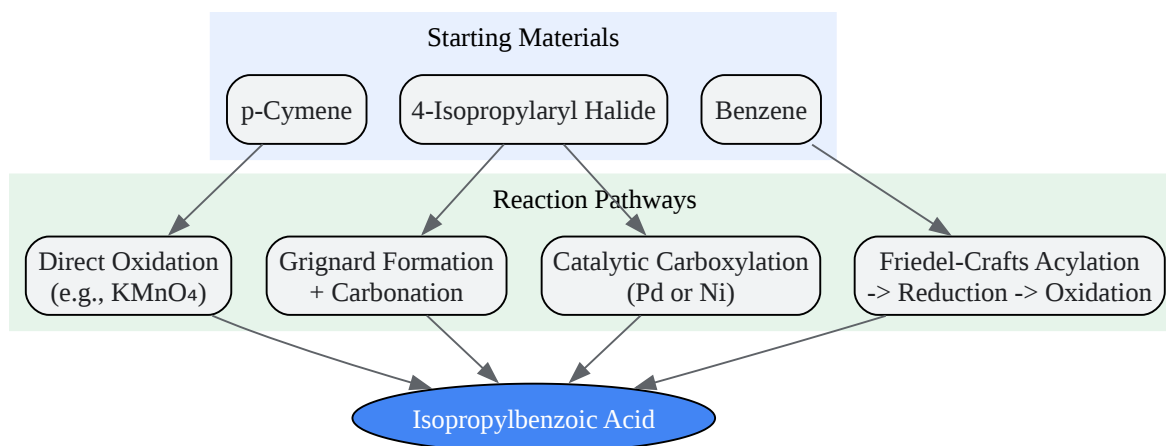 Starting Materials
p-Cymene
4-Isopropylaryl Halide
Benzene
Reaction Pathways
Direct Oxidation
(e.g., KMnO₄)
Grignard Formation
+ Carbonation
Catalytic Carboxylation
(Pd or Ni)
Friedel-Crafts Acylation
-> Reduction -> Oxidation
Isopropylbenzoic Acid